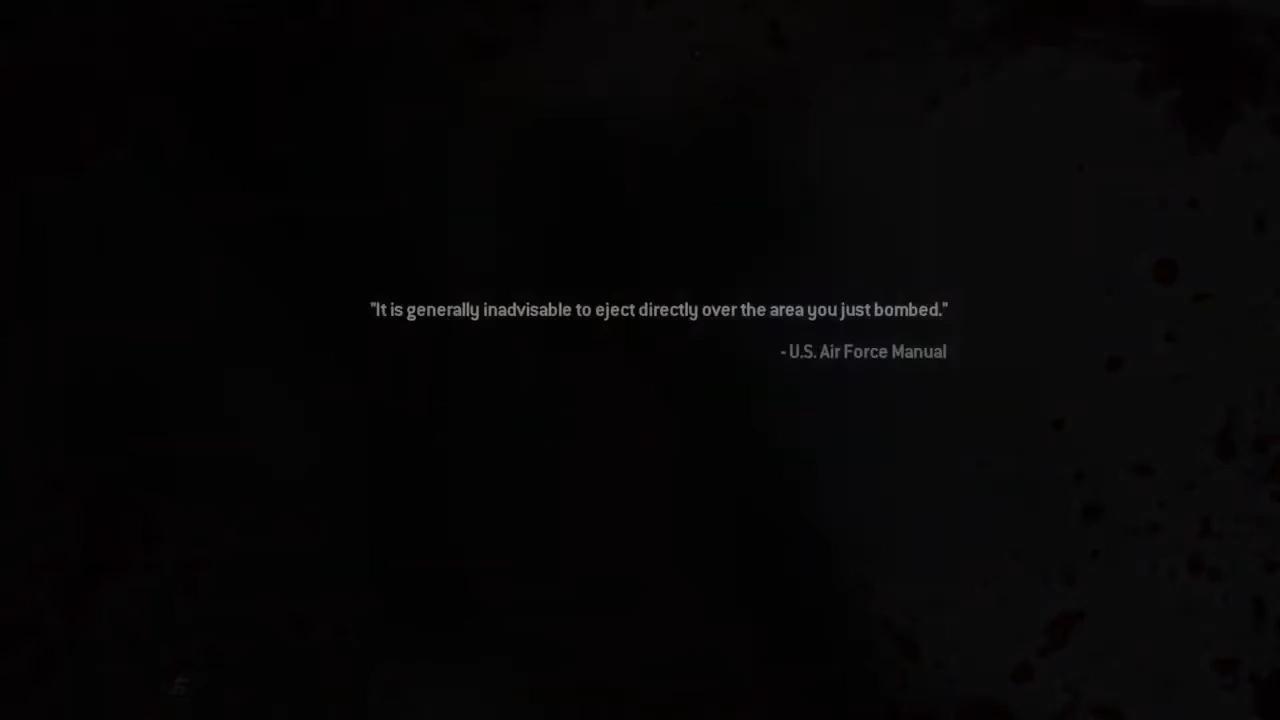 "It is generally inadvisable to eject directly over the area you just bombed."
- U.S. Air Force Manual